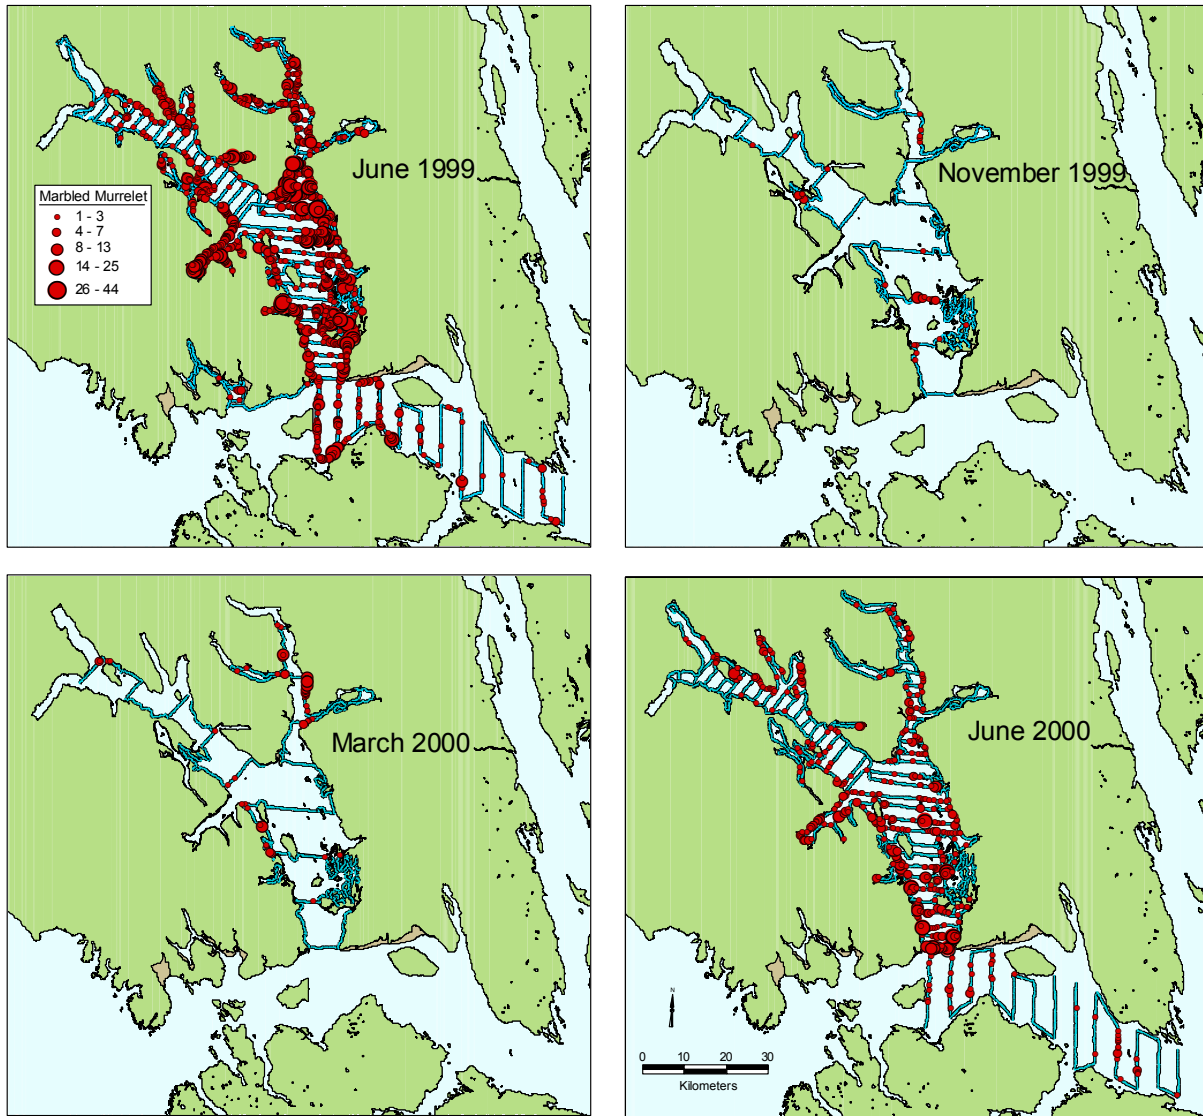 June 1999
Marbled Murrelet
1 - 3
4 - 7
8 - 13
14 - 25
26 - 44
November 1999
March 2000
June 2000
N
0 10 20 30
Kilometers